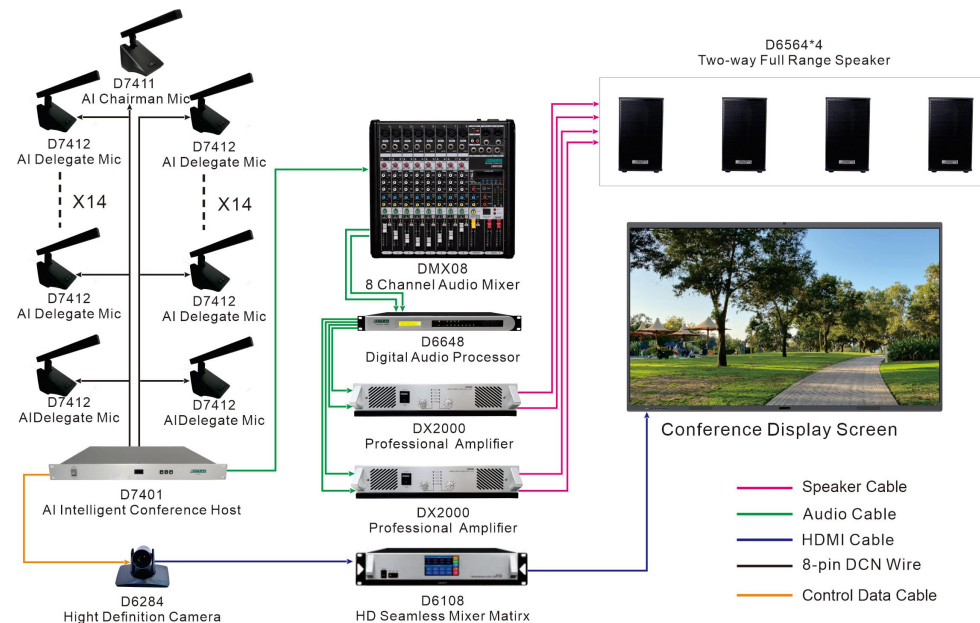 D7411
AI Chairman Mic
D7412
AI Delegate Mic
D7412
AI Delegate Mic
X14
X14
D7412
AI Delegate Mic
D7412
AI Delegate Mic
D7412
AIDelegate Mic
D7412
AIDelegate Mic
D7401
AI Intelligent Conference Host
D6284
Hight Definition Camera
DMX08
8 Channel Audio Mixer
D6648
Digital Audio Processor
DX2000
Professional Amplifier
DX2000
Professional Amplifier
D6108
HD Seamless Mixer Matirx
D6564*4
Two-way Full Range Speaker
Conference Display Screen
Speaker Cable
Audio Cable
HDMI Cable
8-pin DCN Wire
Control Data Cable